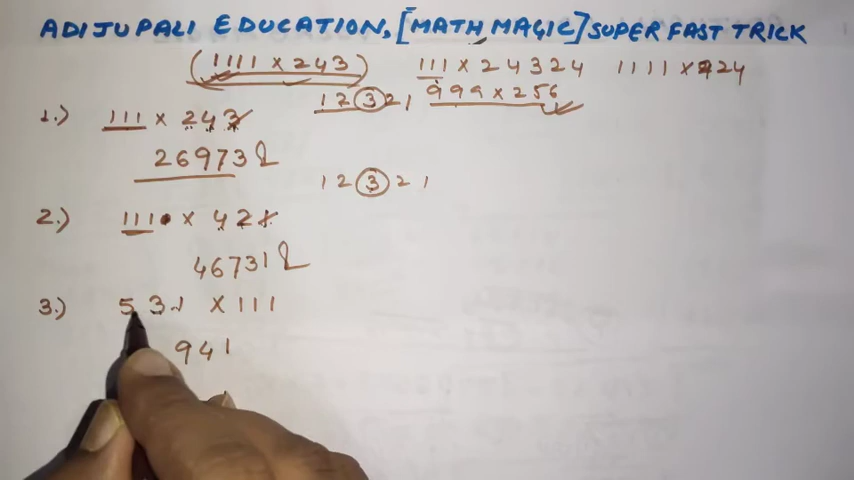 ADIJUPALI EDUCATION, [MATH MAGIC] SUPER FAST TRICK
(1111 × 243) 111 × 24324 1111 × 424
12321 999 × 256
1.) 111 × 243
26973
12321
2.) 111 × 421
46731
3.) 531 × 111
941